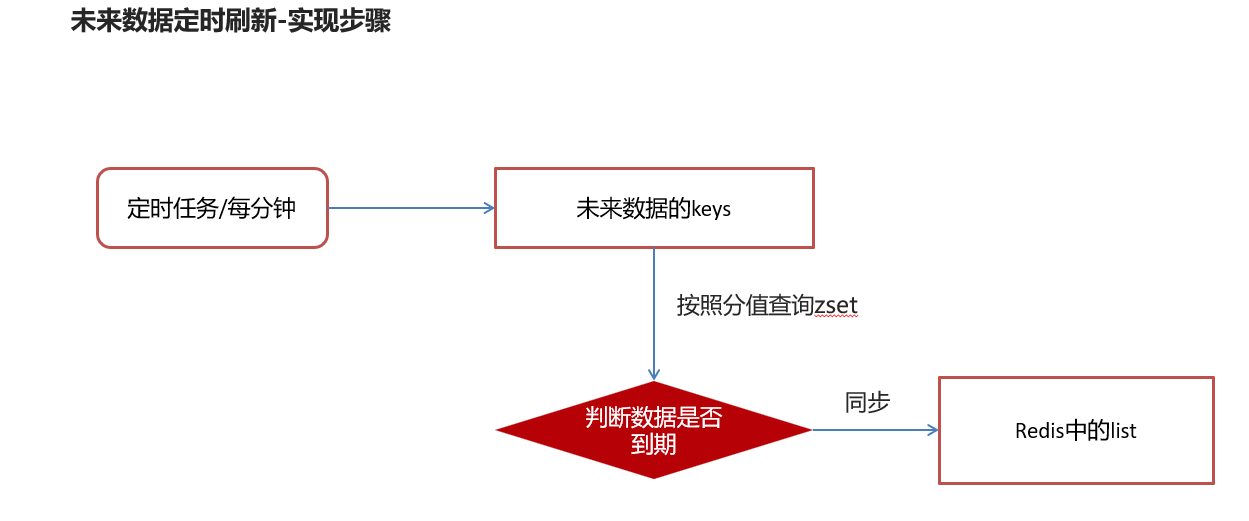 未来数据定时刷新-实现步骤
定时任务/每分钟
未来数据的keys
按照分值查询zset
判断数据是否
到期
同步
Redis中的list